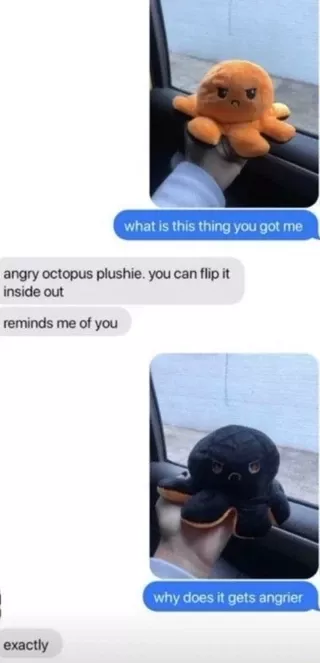 what is this thing you got me
angry octopus plushie. you can flip it
inside out
reminds me of you
why does it gets angrier
exactly